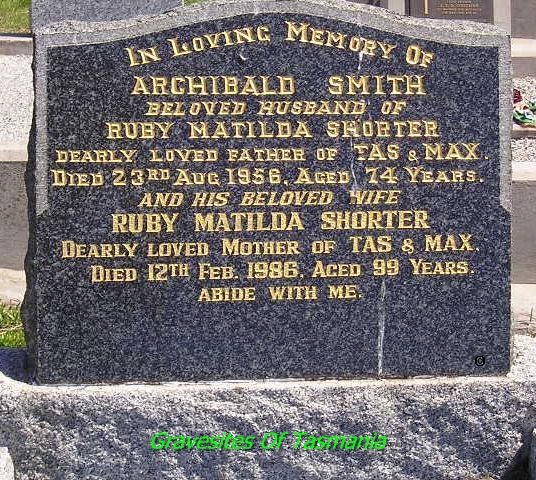 IN LOVING MEMORY OF
ARCHIBALD SMITH
BELOVED HUSBAND OF
RUBY MATILDA SHORTER
DEARLY LOVED FATHER OF TAS & MAX.
DIED 23RD AUG 1956, AGED 74 YEARS.
AND HIS BELOVED WIFE
RUBY MATILDA SHORTER
DEARLY LOVED MOTHER OF TAS & MAX.
DIED 12TH FEB. 1986. AGED 99 YEARS.
ABIDE WITH ME.
Gravesites Of Tasmania